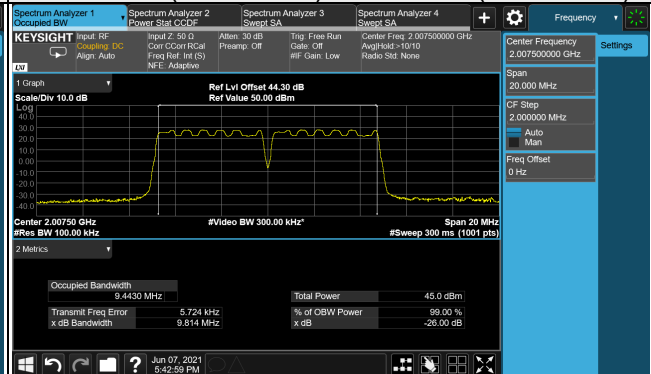 Spectrum Analyzer 1
Occupied BW
Spectrum Analyzer 2
Power Stat CCDF
Spectrum Analyzer 3
Swept SA
Spectrum Analyzer 4
Swept SA
Frequency
KEYSIGHT
Input: RF
Coupling: DC
Align: Auto
Input Z: 50 Ω
Corr CCorr RCal
Freq Ref: Int (S)
NFE: Adaptive
Atten: 30 dB
Preamp: Off
Trig: Free Run
Gate: Off
#IF Gain: Low
Center Freq: 2.007500000 GHz
Avg|Hold:>10/10
Radio Std: None
LXI
1 Graph
Scale/Div 10.0 dB
Ref Lvl Offset 44.30 dB
Ref Value 50.00 dBm
Log
40.0
30.0
20.0
10.0
0.00
-10.0
-20.0
-30.0
-40.0
Center 2.00750 GHz
#Res BW 100.00 kHz
#Video BW 300.00 kHz*
Span 20 MHz
#Sweep 300 ms (1001 pts)
2 Metrics
Occupied Bandwidth
9.4430 MHz
Transmit Freq Error 5.724 kHz
x dB Bandwidth 9.814 MHz
Total Power 45.0 dBm
% of OBW Power 99.00 %
x dB -26.00 dB
Center Frequency
2.007500000 GHz
Settings
Span
20.000 MHz
CF Step
2.000000 MHz
Auto
Man
Freq Offset
0 Hz
Jun 07, 2021
5:42:59 PM